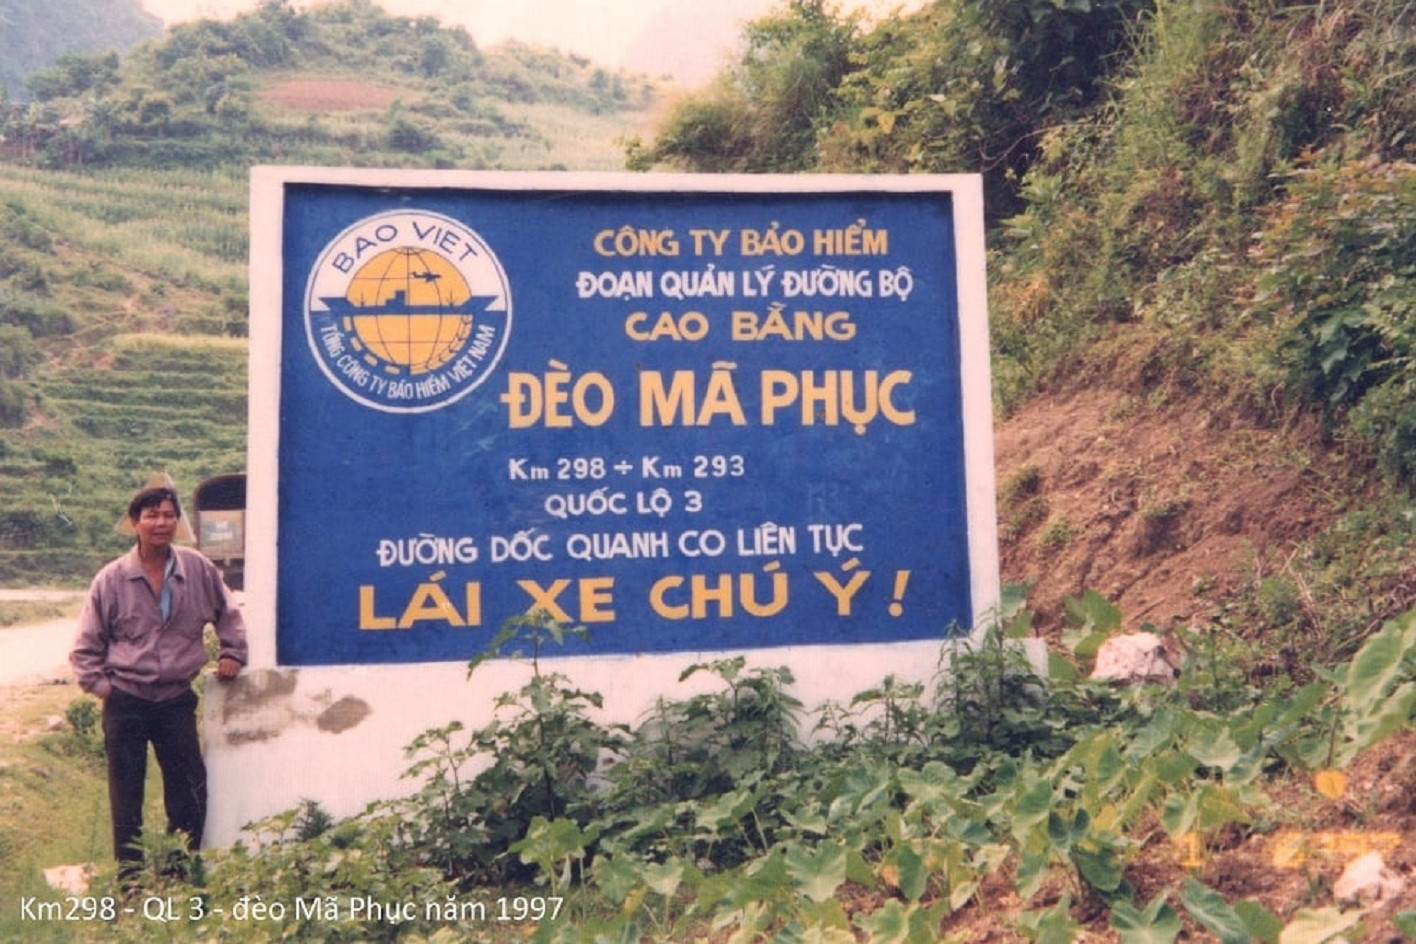 BAO VIET
TỔNG CÔNG TY BẢO HIỂM VIỆT NAM
CÔNG TY BẢO HIỂM
ĐOẠN QUẢN LÝ ĐƯỜNG BỘ
CAO BẰNG
ĐÈO MÃ PHỤC
Km 298 ÷ Km 293
QUỐC LỘ 3
ĐƯỜNG DỐC QUANH CO LIÊN TỤC
LÁI XE CHÚ Ý !
Km298 - QL 3 - đèo Mã Phục năm 1997